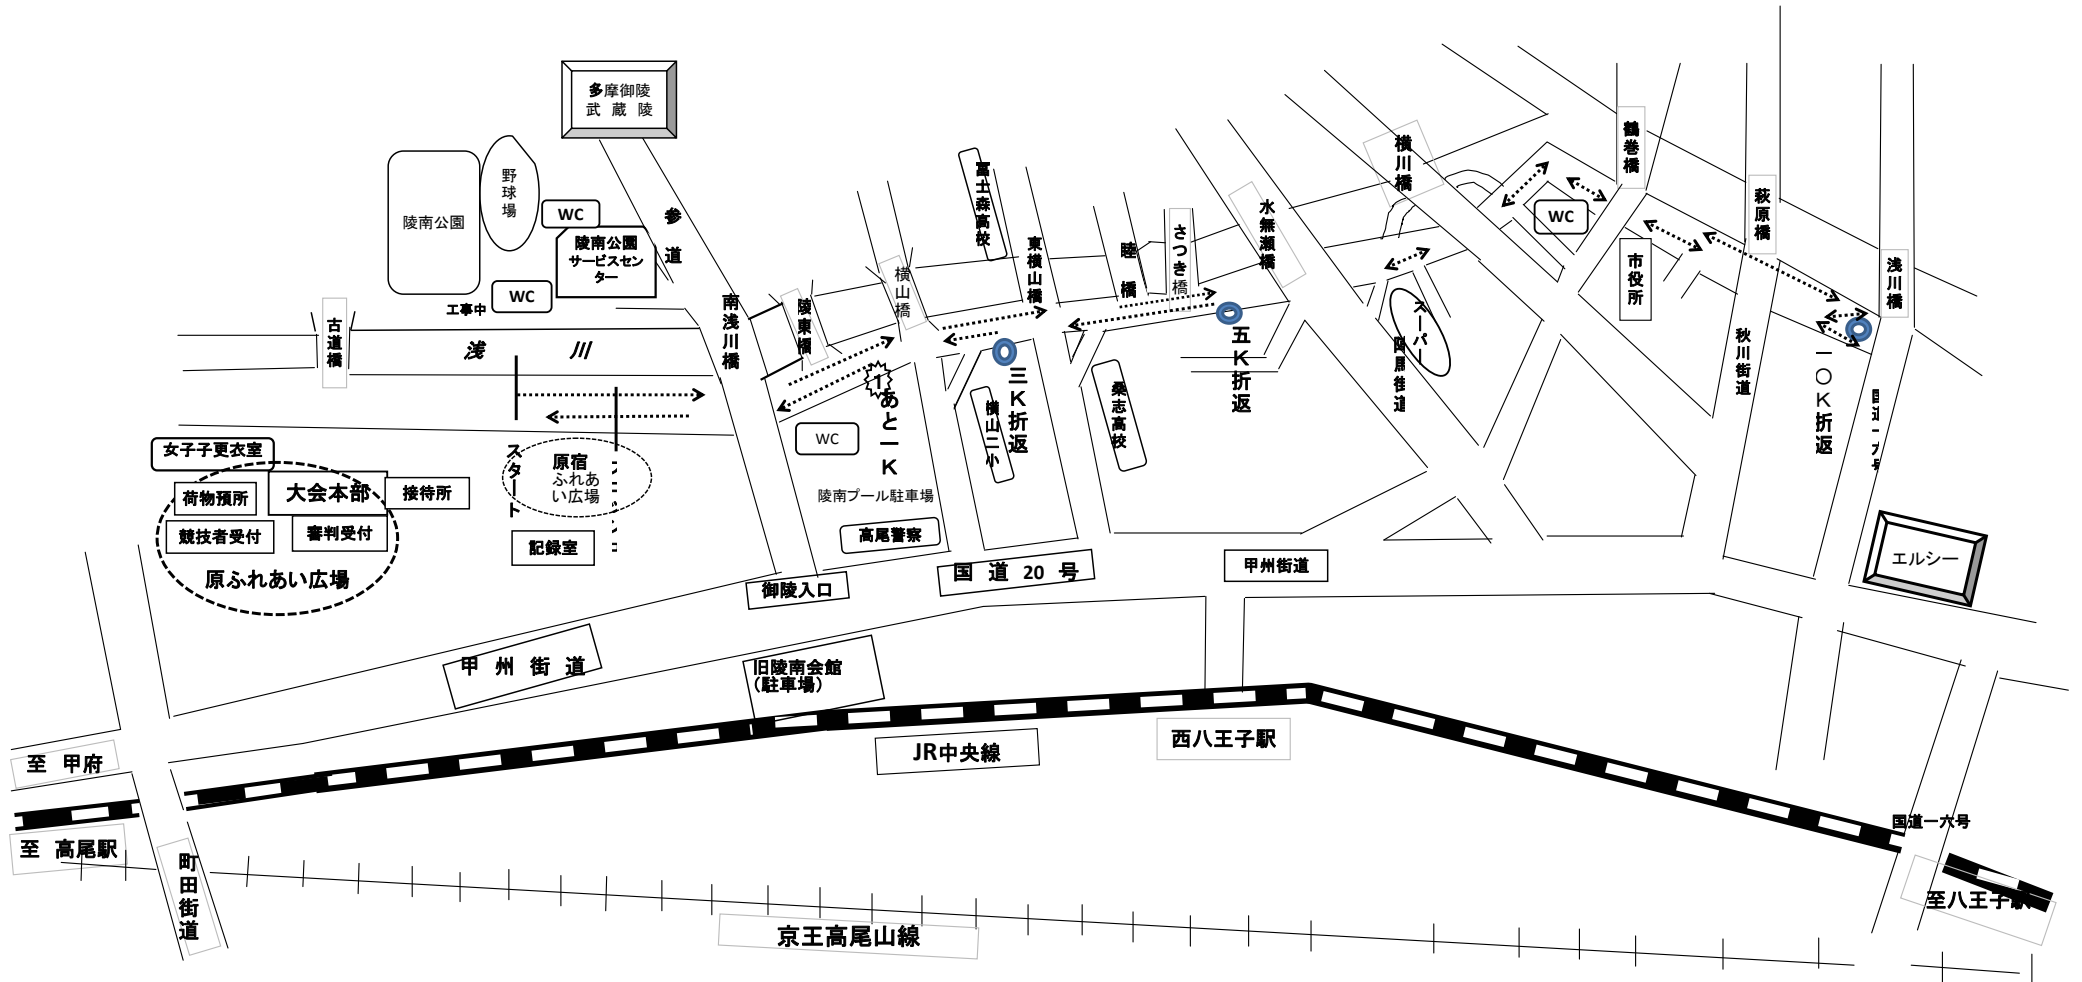 多摩御陵
武 蔵 陵
野球場
陵南公園
WC
陵南公園
サービスセン
ター
参道
WC
工事中
古道橋
浅 川
南浅川橋
陵東橋
横山橋
富士森高校
東横山橋
睦橋
さつき橋
水無瀬橋
横川橋
鶴巻橋
WC
市役所
萩原橋
浅川橋
秋川街道
一〇K折返
国道一六号
スーパー
陣馬街道
五K折返
三K折返
横山二小
桑志高校
1
あと一K
WC
陵南プール駐車場
高尾警察
国 道 20 号
甲州街道
エルシー
御陵入口
女子子更衣室
荷物預所
大会本部
接待所
競技者受付
審判受付
原ふれあい広場
スタート
原宿
ふれあ
い広場
記録室
甲 州 街 道
旧陵南会館
（駐車場）
JR中央線
西八王子駅
至 甲府
至 高尾駅
町田街道
京王高尾山線
国道一六号
至八王子駅